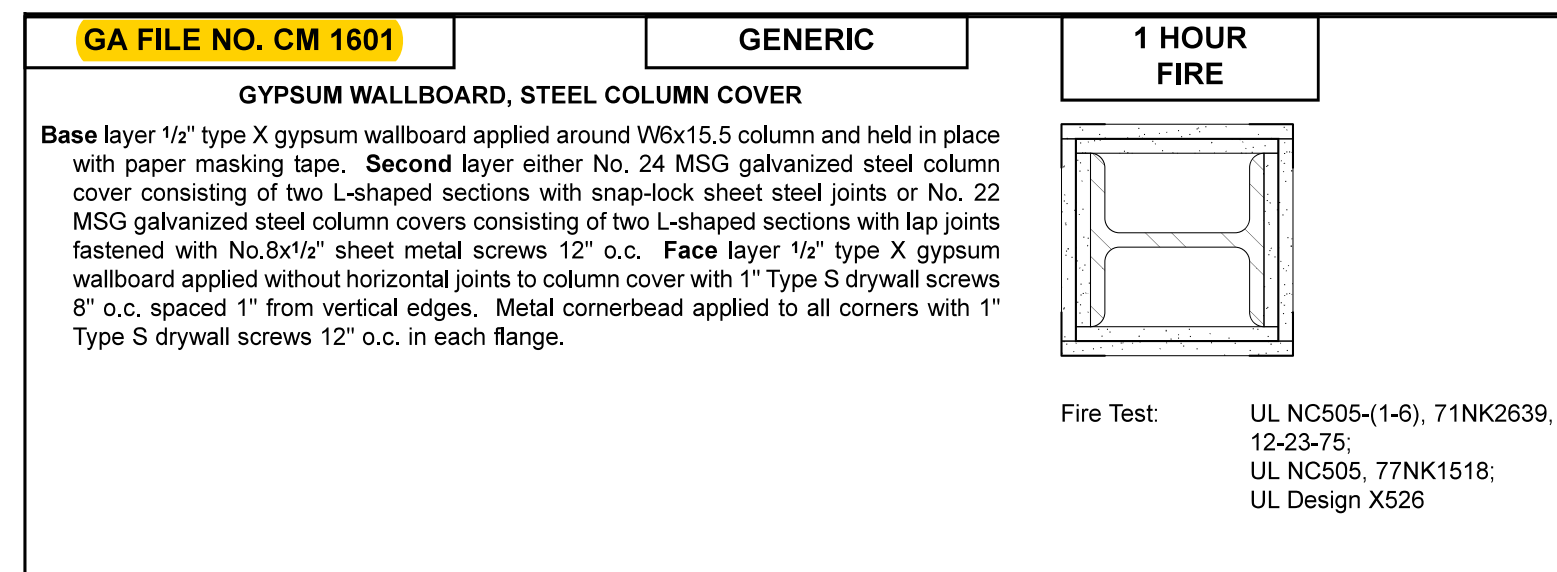 GA FILE NO. CM 1601
GENERIC
1 HOUR
FIRE
GYPSUM WALLBOARD, STEEL COLUMN COVER
Base layer 1/2" type X gypsum wallboard applied around W6x15.5 column and held in place
with paper masking tape. Second layer either No. 24 MSG galvanized steel column
cover consisting of two L-shaped sections with snap-lock sheet steel joints or No. 22
MSG galvanized steel column covers consisting of two L-shaped sections with lap joints
fastened with No.8x1/2" sheet metal screws 12" o.c. Face layer 1/2" type X gypsum
wallboard applied without horizontal joints to column cover with 1" Type S drywall screws
8" o.c. spaced 1" from vertical edges. Metal cornerbead applied to all corners with 1"
Type S drywall screws 12" o.c. in each flange.
Fire Test: UL NC505-(1-6), 71NK2639,
12-23-75;
UL NC505, 77NK1518;
UL Design X526